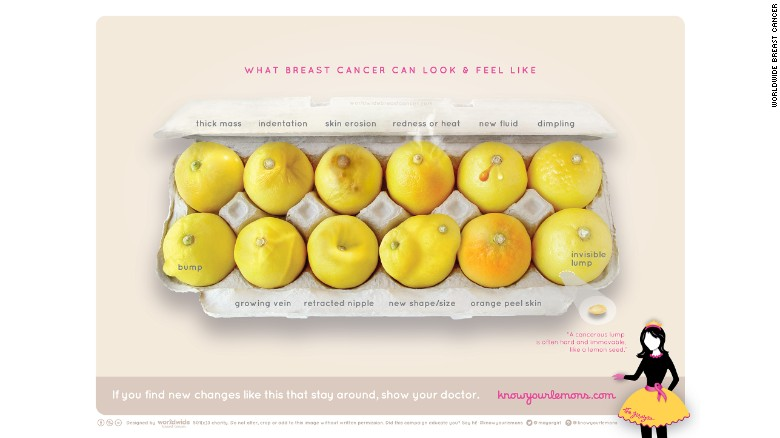 WHAT BREAST CANCER CAN LOOK & FEEL LIKE
thick mass indentation skin erosion redness or heat new fluid dimpling
bump
invisible
lump
growing vein retracted nipple new shape/size orange peel skin
"A cancerous lump
is often hard and immovable,
like a lemon seed."
If you find new changes like this that stay around, show your doctor. knowyourlemons.com
Designed by worldwide breast cancer
WORLDWIDE BREAST CANCER